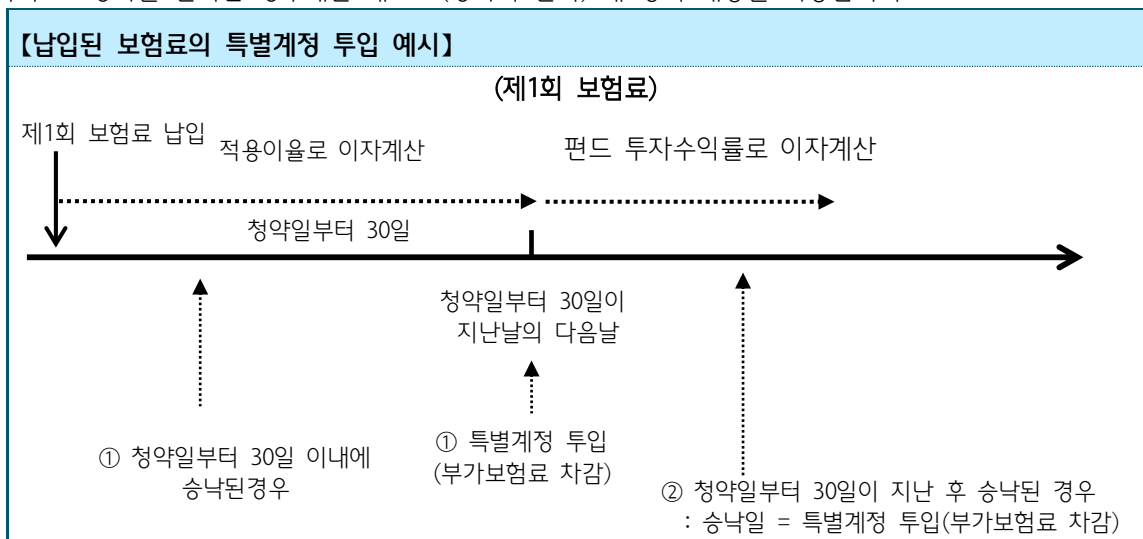 【납입된 보험료의 특별계정 투입 예시】
(제1회 보험료)
제1회 보험료 납입
적용이율로 이자계산
펀드 투자수익률로 이자계산
청약일부터 30일
청약일부터 30일이
지난날의 다음날
① 청약일부터 30일 이내에
승낙된경우
① 특별계정 투입
(부가보험료 차감)
② 청약일부터 30일이 지난 후 승낙된 경우
: 승낙일 = 특별계정 투입(부가보험료 차감)